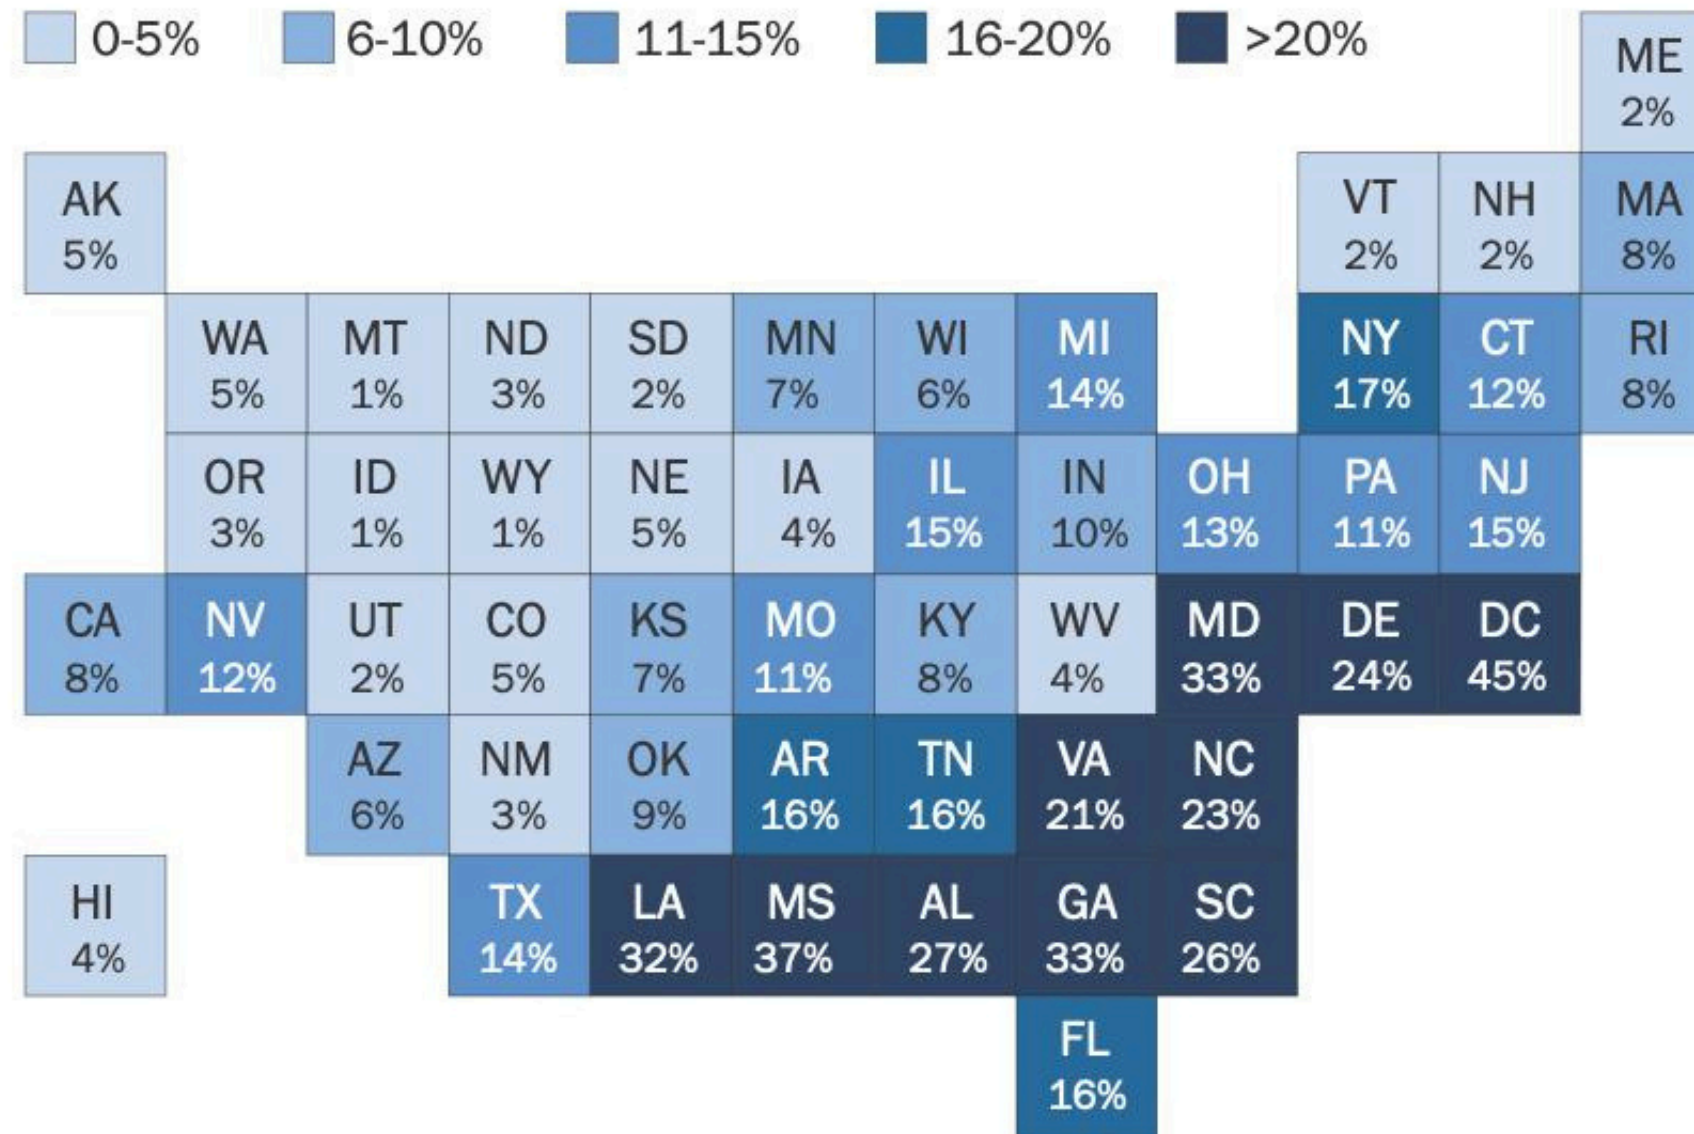 0-5% 6-10% 11-15% 16-20% >20%
ME
2%
AK VT NH MA
5% 2% 2% 8%
WA MT ND SD MN WI MI NY CT RI
5% 1% 3% 2% 7% 6% 14% 17% 12% 8%
OR ID WY NE IA IL IN OH PA NJ
3% 1% 1% 5% 4% 15% 10% 13% 11% 15%
CA NV UT CO KS MO KY WV MD DE DC
8% 12% 2% 5% 7% 11% 8% 4% 33% 24% 45%
AZ NM OK AR TN VA NC
6% 3% 9% 16% 16% 21% 23%
HI TX LA MS AL GA SC
4% 14% 32% 37% 27% 33% 26%
FL
16%